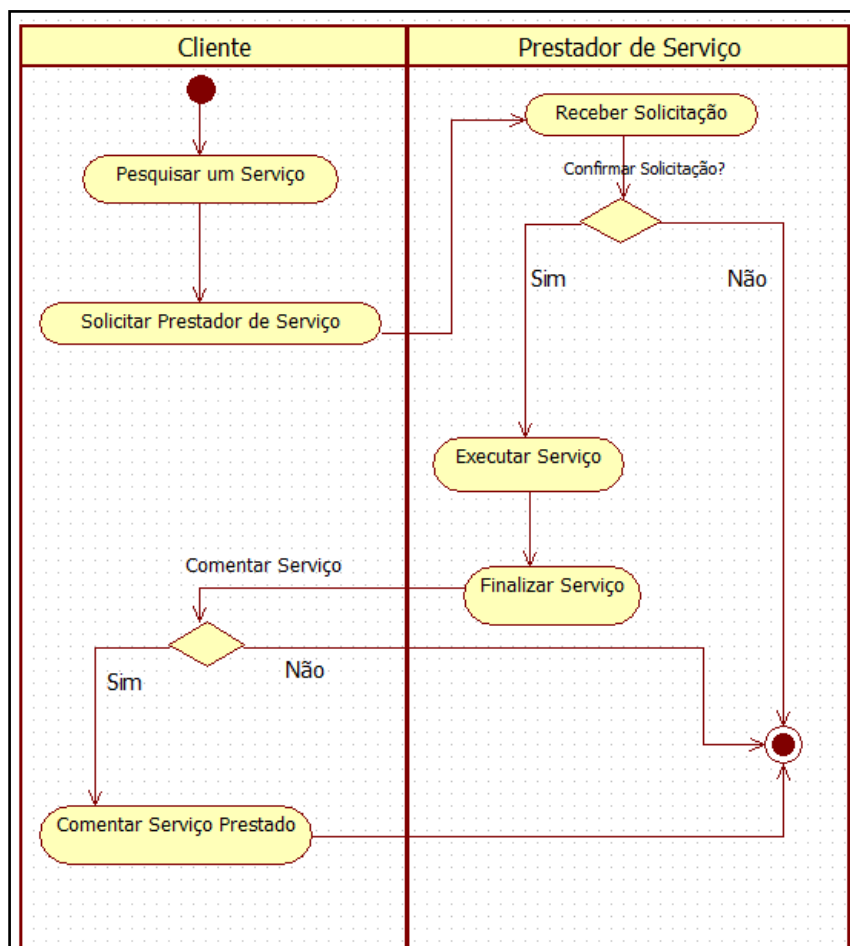 Cliente
Prestador de Serviço
Receber Solicitação
Pesquisar um Serviço
Confirmar Solicitação?
Sim
Não
Solicitar Prestador de Serviço
Executar Serviço
Comentar Serviço
Finalizar Serviço
Sim
Não
Comentar Serviço Prestado